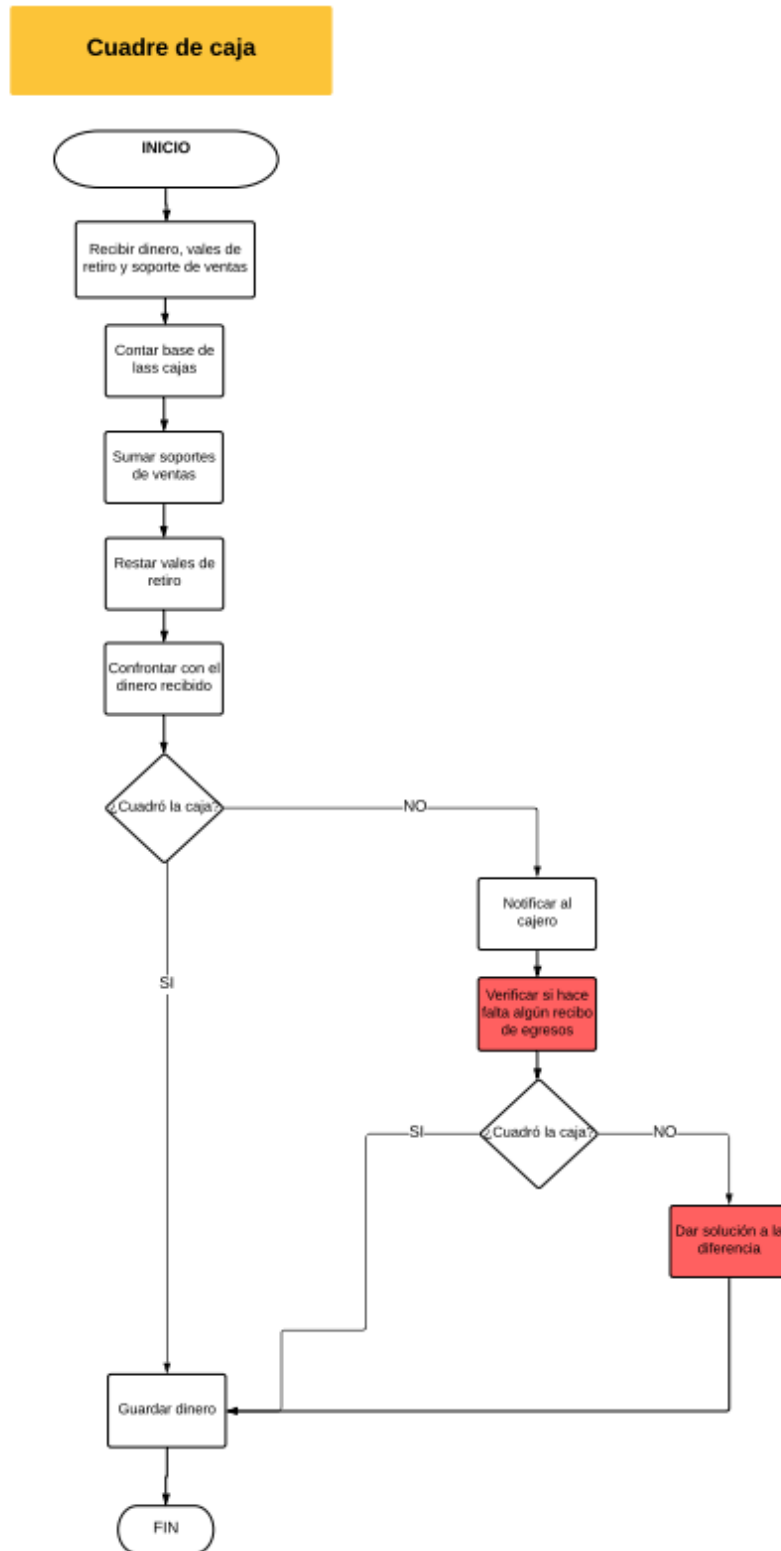 Cuadre de caja
INICIO
Recibir dinero, vales de
retiro y soporte de ventas
Contar base de
lass cajas
Sumar soportes
de ventas
Restar vales de
retiro
Confrontar con el
dinero recibido
¿Cuadró la caja?
NO
Notificar al
cajero
SI
Verificar si hace
falta algún recibo
de egresos
¿Cuadró la caja?
SI
NO
Dar solución a la
diferencia
Guardar dinero
FIN